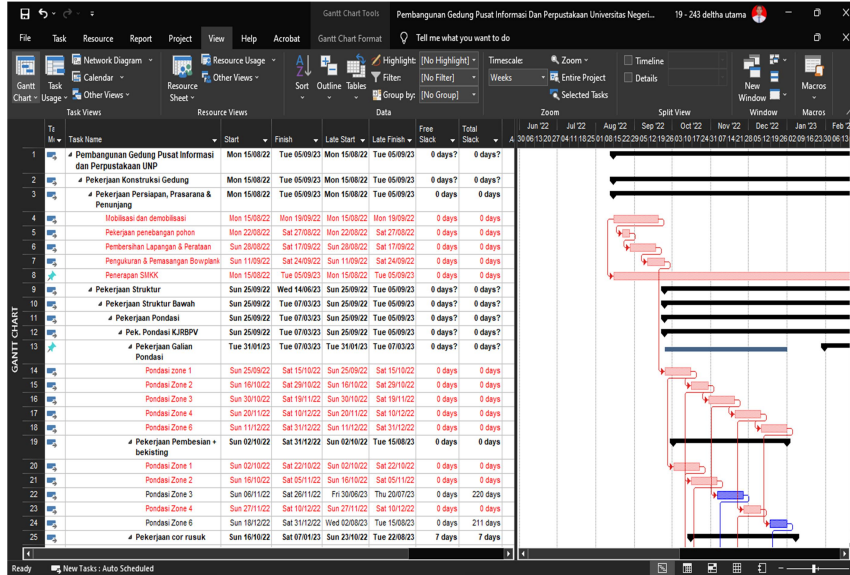 Gantt Chart Tools Pembangunan Gedung Pusat Informasi Dan Perpustakaan Universitas Negeri... 19 - 243 deltha utama
File Task Resource Report Project View Help Acrobat Gantt Chart Format Tell me what you want to do
Gantt Chart
Task Usage
Network Diagram
Calendar
Other Views
Task Views
Resource Sheet
Resource Usage
Other Views
Resource Views
Sort Outline Tables
Highlight: [No Highlight]
Filter: [No Filter]
Group by: [No Group]
Data
Timescale:
Weeks
Zoom
Entire Project
Selected Tasks
Zoom
Timeline
Details
Split View
New Window
Window
Macros
Macros
Task Name Start Finish Late Start Late Finish Free Slack Total Slack
Jun '22 Jul '22 Aug '22 Sep '22 Oct '22 Nov '22 Dec '22 Jan '23 Feb '2
1 Pembangunan Gedung Pusat Informasi dan Perpustakaan UNP Mon 15/08/22 Tue 05/09/23 Mon 15/08/22 Tue 05/09/23 0 days? 0 days?
2 Pekerjaan Konstruksi Gedung Mon 15/08/22 Tue 05/09/23 Mon 15/08/22 Tue 05/09/23 0 days? 0 days?
3 Pekerjaan Persiapan, Prasarana & Penunjang Mon 15/08/22 Tue 05/09/23 Mon 15/08/22 Tue 05/09/23 0 days 0 days
4 Mobilisasi dan demobilisasi Mon 15/08/22 Mon 19/09/22 Mon 15/08/22 Mon 19/09/22 0 days 0 days
5 Pekerjaan penebangan pohon Mon 22/08/22 Sat 27/08/22 Mon 22/08/22 Sat 27/08/22 0 days 0 days
6 Pembersihan Lapangan & Perataan Sun 28/08/22 Sat 17/09/22 Sun 28/08/22 Sat 17/09/22 0 days 0 days
7 Pengukuran & Pemasangan Bowplank Sun 11/09/22 Sat 24/09/22 Sun 11/09/22 Sat 24/09/22 0 days 0 days
8 Penerapan SMKK Mon 15/08/22 Tue 05/09/23 Mon 15/08/22 Tue 05/09/23 0 days 0 days
9 Pekerjaan Struktur Sun 25/09/22 Wed 14/06/23 Sun 25/09/22 Tue 05/09/23 0 days? 0 days?
10 Pekerjaan Struktur Bawah Sun 25/09/22 Tue 07/03/23 Sun 25/09/22 Tue 05/09/23 0 days? 0 days?
11 Pekerjaan Pondasi Sun 25/09/22 Tue 07/03/23 Sun 25/09/22 Tue 05/09/23 0 days? 0 days?
12 Pek. Pondasi KJRBPV Sun 25/09/22 Tue 07/03/23 Sun 25/09/22 Tue 05/09/23 0 days? 0 days?
13 Pekerjaan Galian Pondasi Tue 31/01/23 Tue 07/03/23 Tue 31/01/23 Tue 07/03/23 0 days? 0 days?
14 Pondasi zone 1 Sun 25/09/22 Sat 15/10/22 Sun 25/09/22 Sat 15/10/22 0 days 0 days
15 Pondasi Zone 2 Sun 16/10/22 Sat 29/10/22 Sun 16/10/22 Sat 29/10/22 0 days 0 days
16 Pondasi Zone 3 Sun 30/10/22 Sat 19/11/22 Sun 30/10/22 Sat 19/11/22 0 days 0 days
17 Pondasi Zone 4 Sun 20/11/22 Sat 10/12/22 Sun 20/11/22 Sat 10/12/22 0 days 0 days
18 Pondasi Zone 6 Sun 11/12/22 Sat 31/12/22 Sun 11/12/22 Sat 31/12/22 0 days 0 days
19 Pekerjaan Pembesian + bekisting Sun 02/10/22 Sat 31/12/22 Sun 02/10/22 Tue 15/08/23 0 days 0 days
20 Pondasi Zone 1 Sun 02/10/22 Sat 22/10/22 Sun 02/10/22 Sat 22/10/22 0 days 0 days
21 Pondasi Zone 2 Sun 16/10/22 Sat 05/11/22 Sun 16/10/22 Sat 05/11/22 0 days 0 days
22 Pondasi Zone 3 Sun 06/11/22 Sat 26/11/22 Fri 30/06/23 Thu 20/07/23 0 days 220 days
23 Pondasi Zone 4 Sun 27/11/22 Sat 10/12/22 Sun 27/11/22 Sat 10/12/22 0 days 0 days
24 Pondasi Zone 6 Sun 18/12/22 Sat 31/12/22 Wed 02/08/23 Tue 15/08/23 0 days 211 days
25 Pekerjaan cor rusuk Sun 16/10/22 Sat 07/01/23 Sun 23/10/22 Tue 22/08/23 7 days 7 days
GANTT CHART
Ready New Tasks : Auto Scheduled